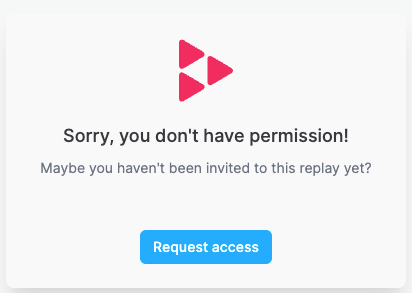 Sorry, you don't have permission!
Maybe you haven't been invited to this replay yet?
Request access